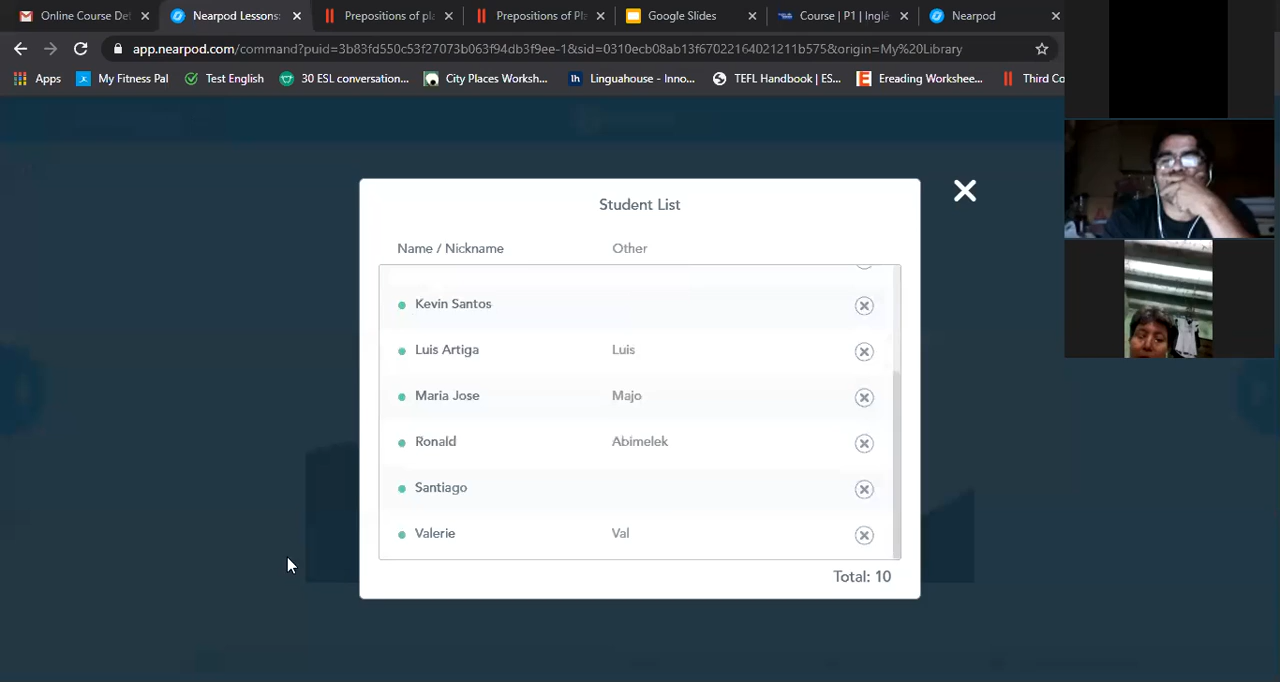 Online Course Det
Nearpod Lessons:
Prepositions of pla
Prepositions of Pla
Google Slides
Course | P1 | Inglé
Nearpod
app.nearpod.com/command?puid=3b83fd550c53f27073b063f94db3f9ee-1&sid=0310ecb08ab13f67022164021211b575&origin=My%20Library
Apps
My Fitness Pal
Test English
30 ESL conversation...
City Places Worksh...
lh Linguahouse - Inno...
TEFL Handbook | ES...
E Ereading Workshee...
Third Co
Student List
Name / Nickname Other
Kevin Santos
Luis Artiga Luis
Maria Jose Majo
Ronald Abimelek
Santiago
Valerie Val
Total: 10